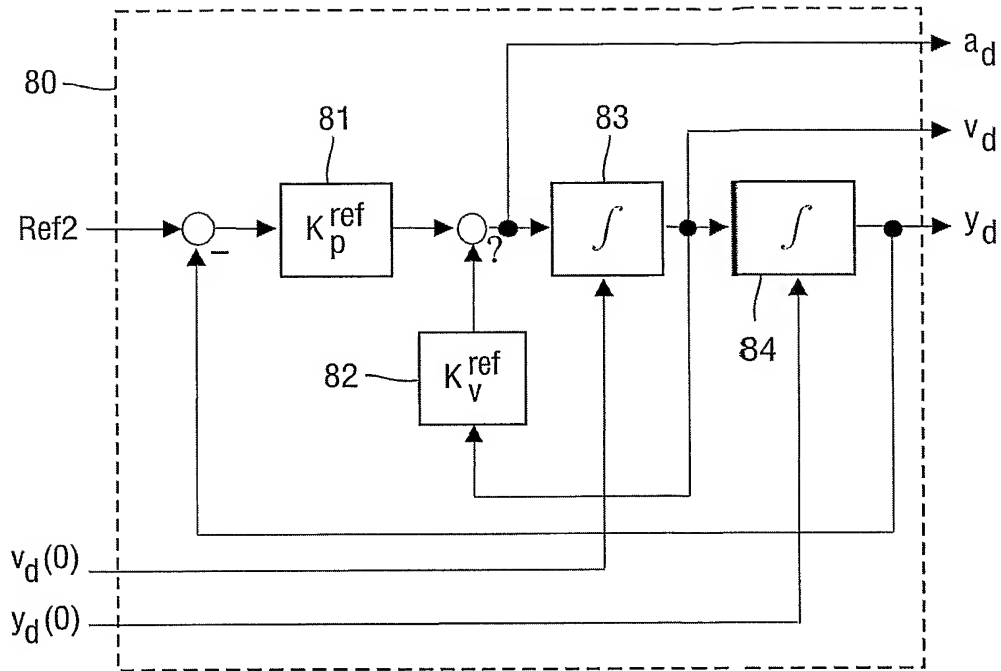 a_d
80
81
83
v_d
Ref2
−
K_p^ref
?
∫
∫
y_d
82
K_v^ref
84
v_d(0)
y_d(0)